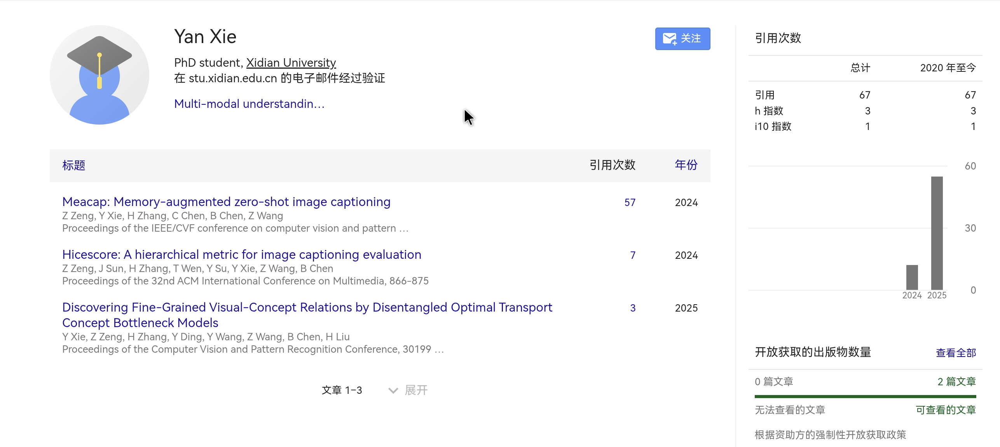 Yan Xie
关注
PhD student, Xidian University
在 stu.xidian.edu.cn 的电子邮件经过验证
Multi-modal understandin…
标题 引用次数 年份
Meacap: Memory-augmented zero-shot image captioning 57 2024
Z Zeng, Y Xie, H Zhang, C Chen, B Chen, Z Wang
Proceedings of the IEEE/CVF conference on computer vision and pattern …
Hicescore: A hierarchical metric for image captioning evaluation 7 2024
Z Zeng, J Sun, H Zhang, T Wen, Y Su, Y Xie, Z Wang, B Chen
Proceedings of the 32nd ACM International Conference on Multimedia, 866-875
Discovering Fine-Grained Visual-Concept Relations by Disentangled Optimal Transport 3 2025
Concept Bottleneck Models
Y Xie, Z Zeng, H Zhang, Y Ding, Y Wang, Z Wang, B Chen, H Liu
Proceedings of the Computer Vision and Pattern Recognition Conference, 30199 …
文章 1–3 展开
引用次数
总计 2020 年至今
引用 67 67
h 指数 3 3
i10 指数 1 1
60
30
0
2024 2025
开放获取的出版物数量 查看全部
0 篇文章 2 篇文章
无法查看的文章 可查看的文章
根据资助方的强制性开放获取政策